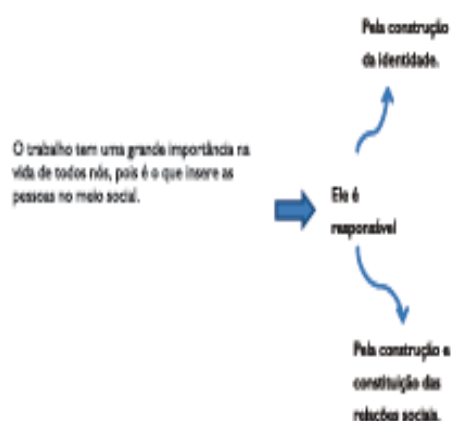 O trabalho tem uma grande importância na
vida de todos nós, pois é o que insere as
pessoas no meio social.
Ele é
responsável
Pela construção
da identidade.
Pela construção e
constituição das
relações sociais.